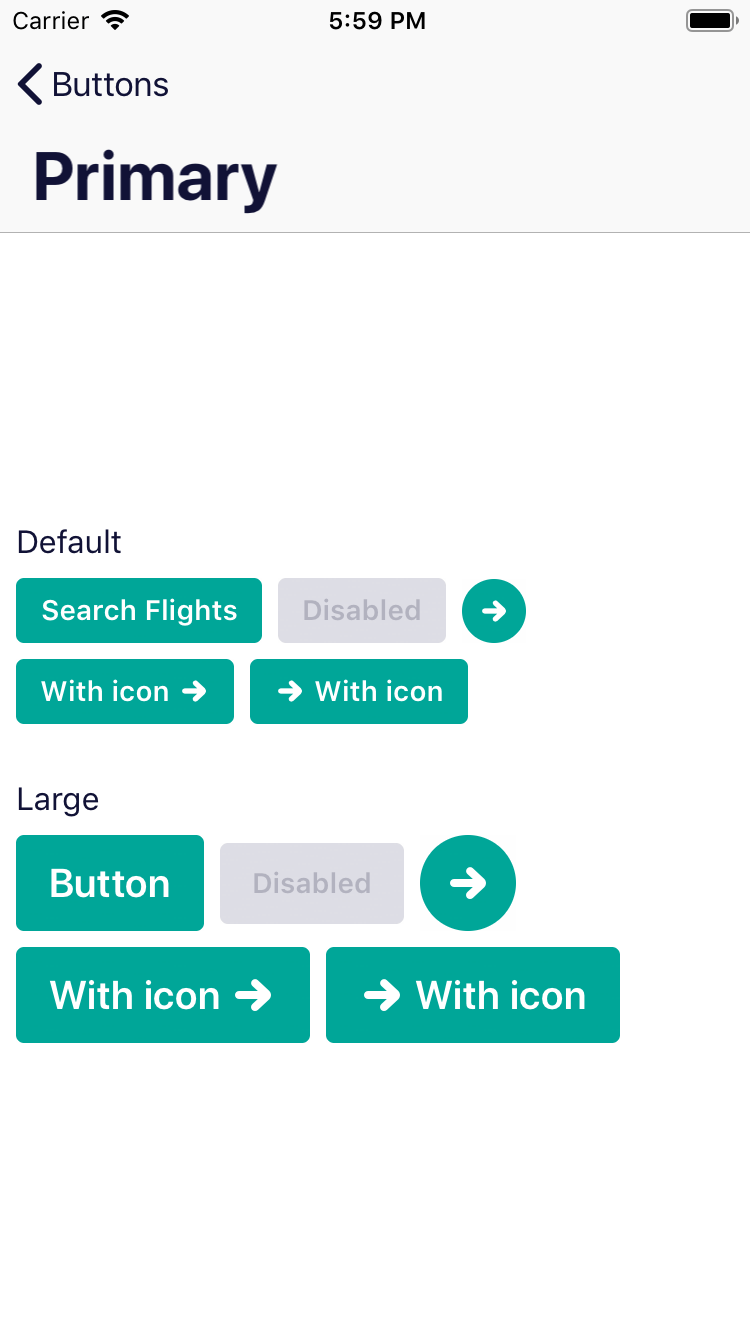 Carrier 5:59 PM
Buttons
Primary
Default
Search Flights Disabled
With icon With icon
Large
Button Disabled
With icon With icon